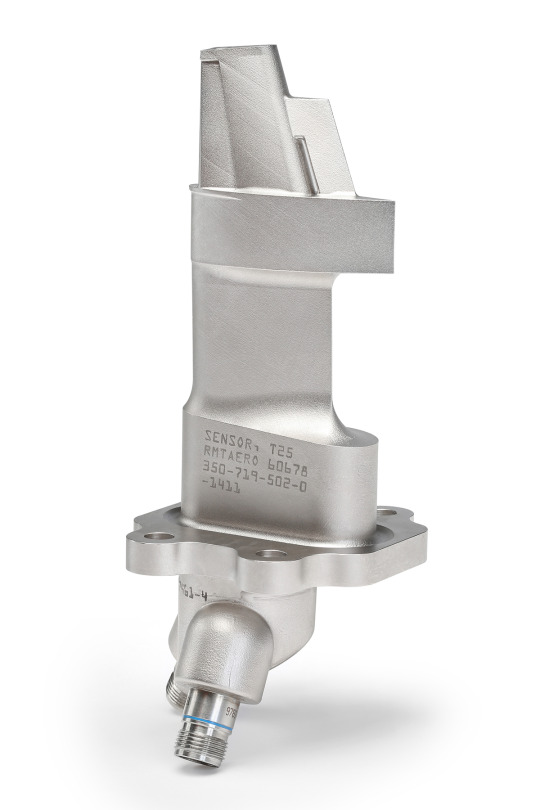 SENSOR, T25
RMTAERO 60678
350-719-502-0
-1411